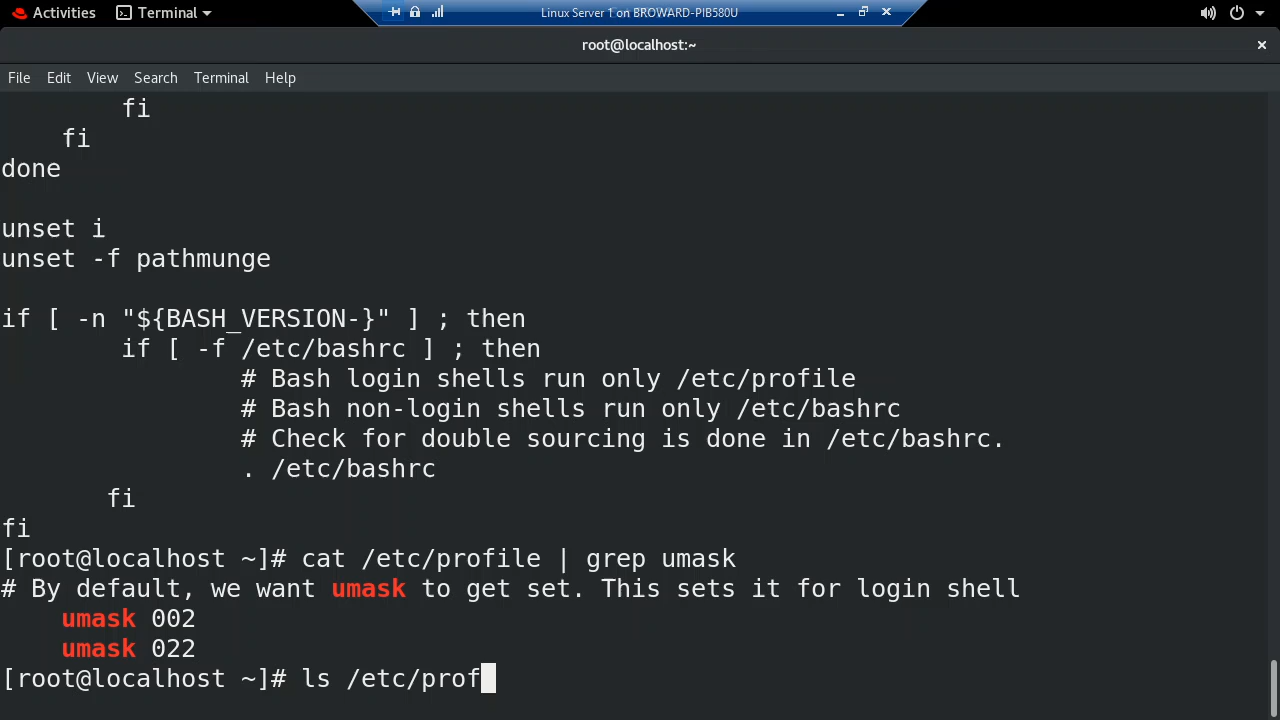 Activities Terminal
Linux Server 1 on BROWARD-PIB580U
root@localhost:~
File Edit View Search Terminal Help
        fi
    fi
done

unset i
unset -f pathmunge

if [ -n "${BASH_VERSION-}" ] ; then
        if [ -f /etc/bashrc ] ; then
                # Bash login shells run only /etc/profile
                # Bash non-login shells run only /etc/bashrc
                # Check for double sourcing is done in /etc/bashrc.
                . /etc/bashrc
       fi
fi
[root@localhost ~]# cat /etc/profile | grep umask
# By default, we want umask to get set. This sets it for login shell
    umask 002
    umask 022
[root@localhost ~]# ls /etc/prof